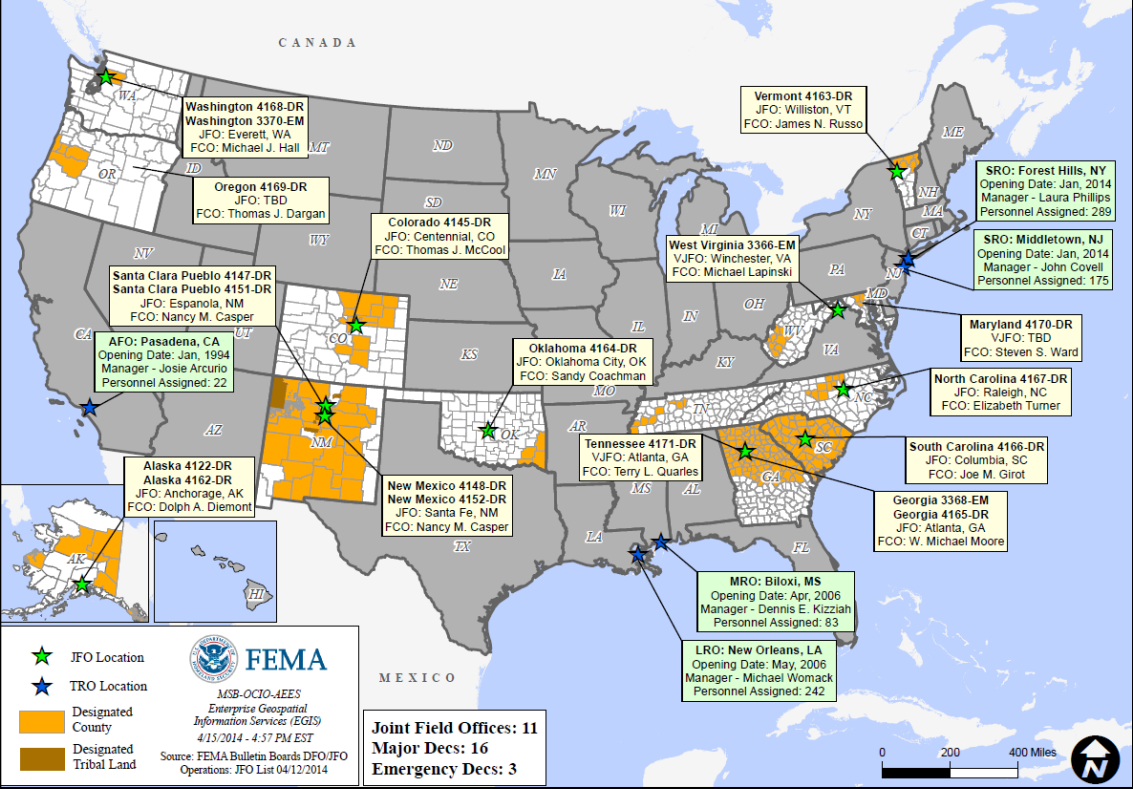 CANADA
WA
Washington 4168-DR
Washington 3370-EM
JFO: Everett, WA
FCO: Michael J. Hall
MT
ND
MN
ME
Vermont 4163-DR
JFO: Williston, VT
FCO: James N. Russo
OR
ID
Oregon 4169-DR
JFO: TBD
FCO: Thomas J. Dargan
SD
WI
MI
NY
NH
MA
CT
SRO: Forest Hills, NY
Opening Date: Jan, 2014
Manager - Laura Phillips
Personnel Assigned: 289
Colorado 4145-DR
JFO: Centennial, CO
FCO: Thomas J. McCool
WY
NV
West Virginia 3366-EM
VJFO: Winchester, VA
FCO: Michael Lapinski
PA
NJ
SRO: Middletown, NJ
Opening Date: Jan, 2014
Manager - John Covell
Personnel Assigned: 175
Santa Clara Pueblo 4147-DR
Santa Clara Pueblo 4151-DR
JFO: Espanola, NM
FCO: Nancy M. Casper
NE
IA
IL
IN
OH
MD
WV
VA
CA
UT
CO
KS
MO
KY
AFO: Pasadena, CA
Opening Date: Jan, 1994
Manager - Josie Arcurio
Personnel Assigned: 22
Oklahoma 4164-DR
JFO: Oklahoma City, OK
FCO: Sandy Coachman
Maryland 4170-DR
VJFO: TBD
FCO: Steven S. Ward
North Carolina 4167-DR
JFO: Raleigh, NC
FCO: Elizabeth Turner
AZ
NM
OK
AR
TN
NC
SC
GA
Tennessee 4171-DR
VJFO: Atlanta, GA
FCO: Terry L. Quarles
South Carolina 4166-DR
JFO: Columbia, SC
FCO: Joe M. Girot
Alaska 4122-DR
Alaska 4162-DR
JFO: Anchorage, AK
FCO: Dolph A. Diemont
New Mexico 4148-DR
New Mexico 4152-DR
JFO: Santa Fe, NM
FCO: Nancy M. Casper
MS
AL
Georgia 3368-EM
Georgia 4165-DR
JFO: Atlanta, GA
FCO: W. Michael Moore
TX
LA
FL
AK
HI
MRO: Biloxi, MS
Opening Date: Apr, 2006
Manager - Dennis E. Kizziah
Personnel Assigned: 83
LRO: New Orleans, LA
Opening Date: May, 2006
Manager - Michael Womack
Personnel Assigned: 242
MEXICO
JFO Location
TRO Location
Designated
County
Designated
Tribal Land
FEMA
MSB-OCIO-AEES
Enterprise Geospatial
Information Services (EGIS)
4/15/2014 - 4:57 PM EST
Source: FEMA Bulletin Boards DFO/JFO
Operations: JFO List 04/12/2014
Joint Field Offices: 11
Major Decs: 16
Emergency Decs: 3
0 200 400 Miles
N